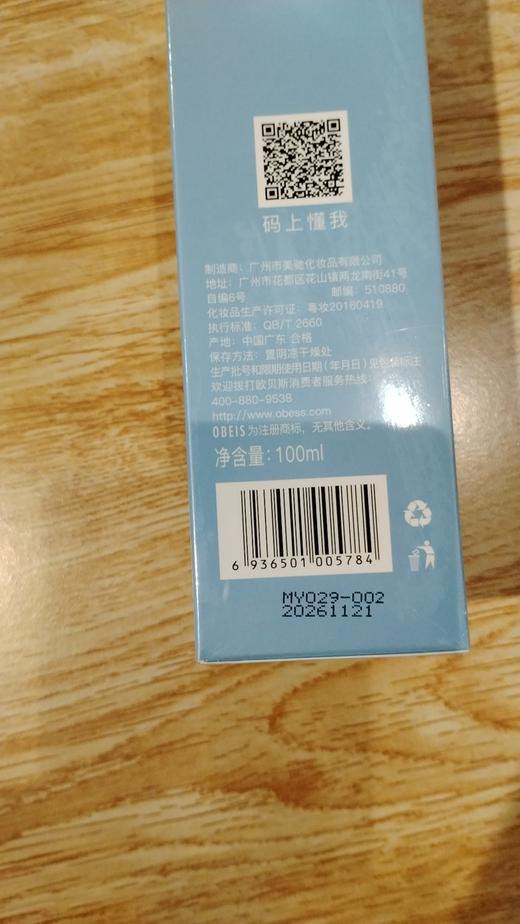 码上懂我
制造商：广州市美驰化妆品有限公司
地址：广州市花都区花山镇两龙南街41号
自编6号 邮编：510880
化妆品生产许可证：粤妆20160419
执行标准：QB/T 2660
产地：中国广东 合格
保存方法：置阴凉干燥处
生产批号和限期使用日期（年月日）见包装标注
欢迎拨打欧贝斯消费者服务热线：
400-880-9538
http://www.obess.com
OBEIS为注册商标，无其他含义。
净含量：100ml
6 936501 005784
MY029-002
20261121